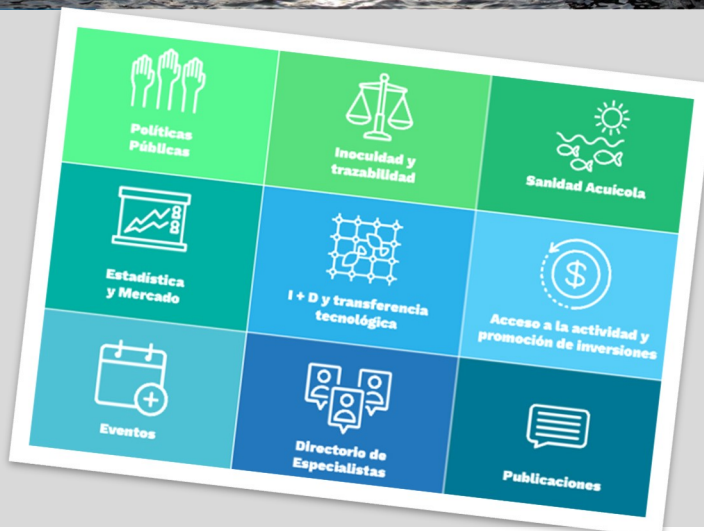 Políticas
Públicas
Inocuidad y
trazabilidad
Sanidad Acuícola
Estadística
y Mercado
I + D y transferencia
tecnológica
Acceso a la actividad y
promoción de inversiones
Eventos
Directorio de
Especialistas
Publicaciones